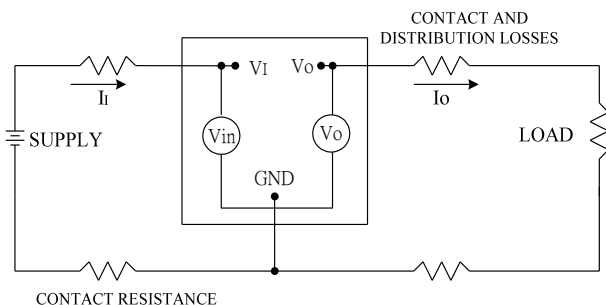 CONTACT AND
DISTRIBUTION LOSSES
VI
VO
II
IO
SUPPLY
Vin
Vo
LOAD
GND
CONTACT RESISTANCE